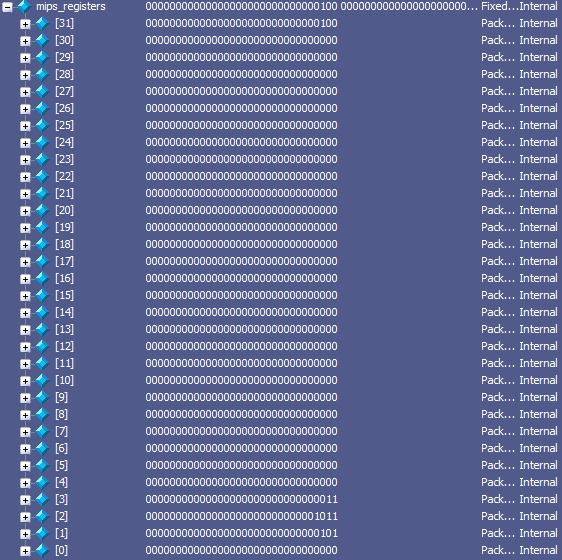 mips_registers 00000000000000000000000000000100 000000000000000000000... Fixed... Internal
[31] 00000000000000000000000000000100 Pack... Internal
[30] 00000000000000000000000000000000 Pack... Internal
[29] 00000000000000000000000000000000 Pack... Internal
[28] 00000000000000000000000000000000 Pack... Internal
[27] 00000000000000000000000000000000 Pack... Internal
[26] 00000000000000000000000000000000 Pack... Internal
[25] 00000000000000000000000000000000 Pack... Internal
[24] 00000000000000000000000000000000 Pack... Internal
[23] 00000000000000000000000000000000 Pack... Internal
[22] 00000000000000000000000000000000 Pack... Internal
[21] 00000000000000000000000000000000 Pack... Internal
[20] 00000000000000000000000000000000 Pack... Internal
[19] 00000000000000000000000000000000 Pack... Internal
[18] 00000000000000000000000000000000 Pack... Internal
[17] 00000000000000000000000000000000 Pack... Internal
[16] 00000000000000000000000000000000 Pack... Internal
[15] 00000000000000000000000000000000 Pack... Internal
[14] 00000000000000000000000000000000 Pack... Internal
[13] 00000000000000000000000000000000 Pack... Internal
[12] 00000000000000000000000000000000 Pack... Internal
[11] 00000000000000000000000000000000 Pack... Internal
[10] 00000000000000000000000000000000 Pack... Internal
[9] 00000000000000000000000000000000 Pack... Internal
[8] 00000000000000000000000000000000 Pack... Internal
[7] 00000000000000000000000000000000 Pack... Internal
[6] 00000000000000000000000000000000 Pack... Internal
[5] 00000000000000000000000000000000 Pack... Internal
[4] 00000000000000000000000000000000 Pack... Internal
[3] 00000000000000000000000000000011 Pack... Internal
[2] 00000000000000000000000000001011 Pack... Internal
[1] 00000000000000000000000000000101 Pack... Internal
[0] 00000000000000000000000000000000 Pack... Internal